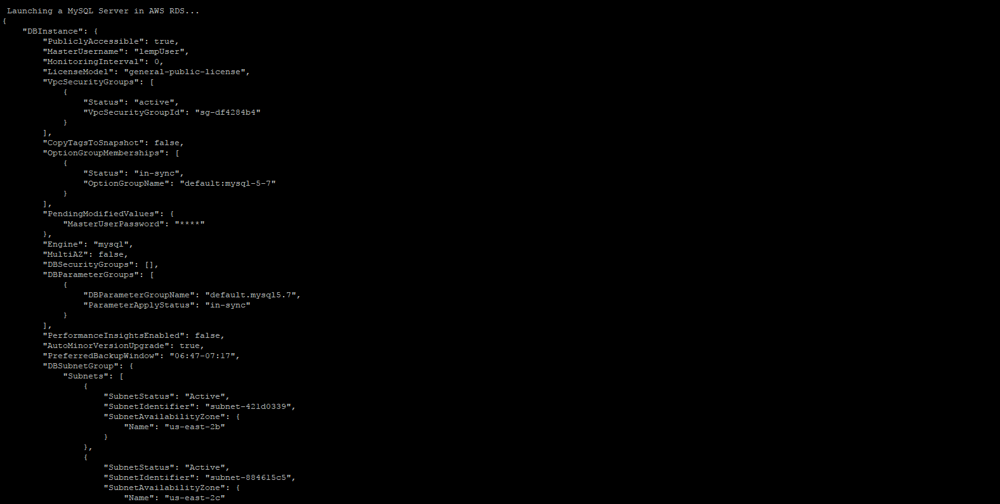 Launching a MySQL Server in AWS RDS...
{
    "DBInstance": {
        "PubliclyAccessible": true,
        "MasterUsername": "lempUser",
        "MonitoringInterval": 0,
        "LicenseModel": "general-public-license",
        "VpcSecurityGroups": [
            {
                "Status": "active",
                "VpcSecurityGroupId": "sg-df4284b4"
            }
        ],
        "CopyTagsToSnapshot": false,
        "OptionGroupMemberships": [
            {
                "Status": "in-sync",
                "OptionGroupName": "default:mysql-5-7"
            }
        ],
        "PendingModifiedValues": {
            "MasterUserPassword": "****"
        },
        "Engine": "mysql",
        "MultiAZ": false,
        "DBSecurityGroups": [],
        "DBParameterGroups": [
            {
                "DBParameterGroupName": "default.mysql5.7",
                "ParameterApplyStatus": "in-sync"
            }
        ],
        "PerformanceInsightsEnabled": false,
        "AutoMinorVersionUpgrade": true,
        "PreferredBackupWindow": "06:47-07:17",
        "DBSubnetGroup": {
            "Subnets": [
                {
                    "SubnetStatus": "Active",
                    "SubnetIdentifier": "subnet-421d0339",
                    "SubnetAvailabilityZone": {
                        "Name": "us-east-2b"
                    }
                },
                {
                    "SubnetStatus": "Active",
                    "SubnetIdentifier": "subnet-884615c5",
                    "SubnetAvailabilityZone": {
                        "Name": "us-east-2c"